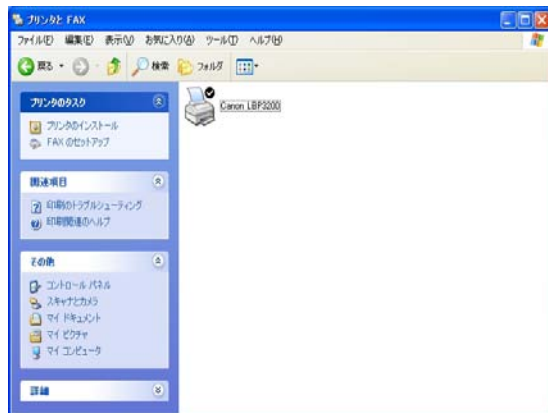 プリンタと FAX
ファイル(F) 編集(E) 表示(V) お気に入り(A) ツール(T) ヘルプ(H)
戻る 検索 フォルダ
プリンタのタスク
プリンタのインストール
FAX のセットアップ
関連項目
印刷のトラブルシューティング
印刷関連のヘルプ
その他
コントロール パネル
スキャナとカメラ
マイ ドキュメント
マイ ピクチャ
マイ コンピュータ
詳細
Canon LBP3200